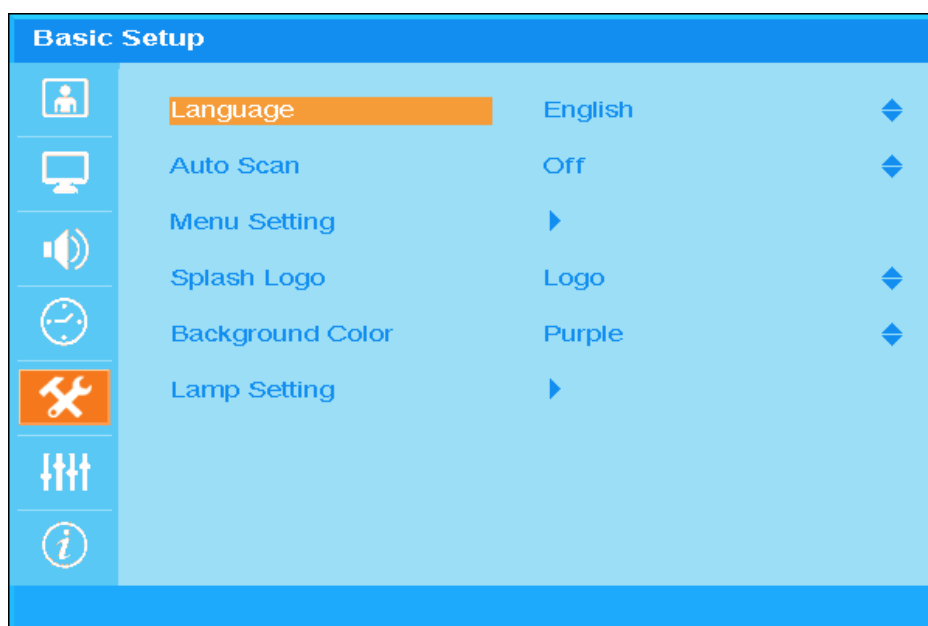 Basic Setup
Language English
Auto Scan Off
Menu Setting
Splash Logo Logo
Background Color Purple
Lamp Setting